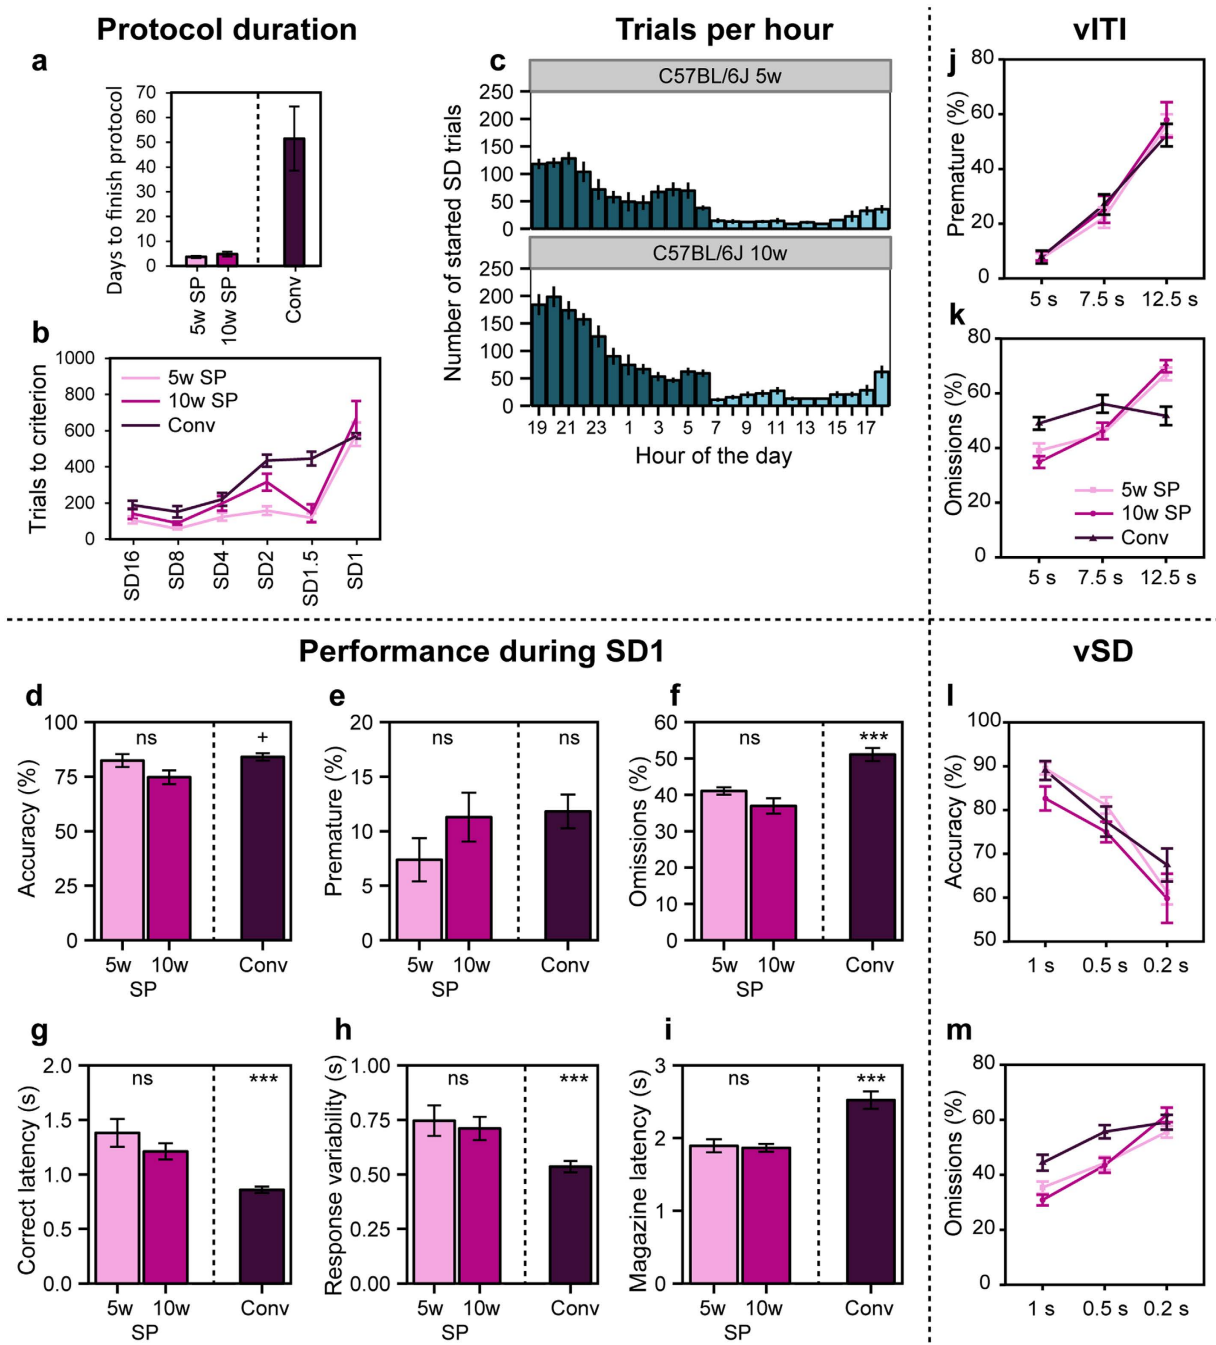 Protocol duration
Trials per hour
vITI
a
Days to finish protocol
70
60
50
40
30
20
10
0
5w SP
10w SP
Conv
b
Trials to criterion
1000
800
600
400
200
0
5w SP
10w SP
Conv
SD16
SD8
SD4
SD2
SD1.5
SD1
c
Number of started SD trials
C57BL/6J 5w
250
200
150
100
50
0
C57BL/6J 10w
250
200
150
100
50
0
19 21 23 1 3 5 7 9 11 13 15 17
Hour of the day
j
Premature (%)
80
60
40
20
0
5 s 7.5 s 12.5 s
k
Omissions (%)
80
60
40
20
0
5w SP
10w SP
Conv
5 s 7.5 s 12.5 s
Performance during SD1
vSD
d
Accuracy (%)
100
75
50
25
0
ns +
5w 10w Conv
SP
e
Premature (%)
20
15
10
5
0
ns ns
5w 10w Conv
SP
f
Omissions (%)
60
50
40
30
20
10
0
ns ***
5w 10w Conv
SP
l
Accuracy (%)
100
90
80
70
60
50
1 s 0.5 s 0.2 s
g
Correct latency (s)
2.0
1.5
1.0
0.5
0.0
ns ***
5w 10w Conv
SP
h
Response variability (s)
1.00
0.75
0.50
0.25
0.00
ns ***
5w 10w Conv
SP
i
Magazine latency (s)
3
2
1
0
ns ***
5w 10w Conv
SP
m
Omissions (%)
80
60
40
20
0
1 s 0.5 s 0.2 s